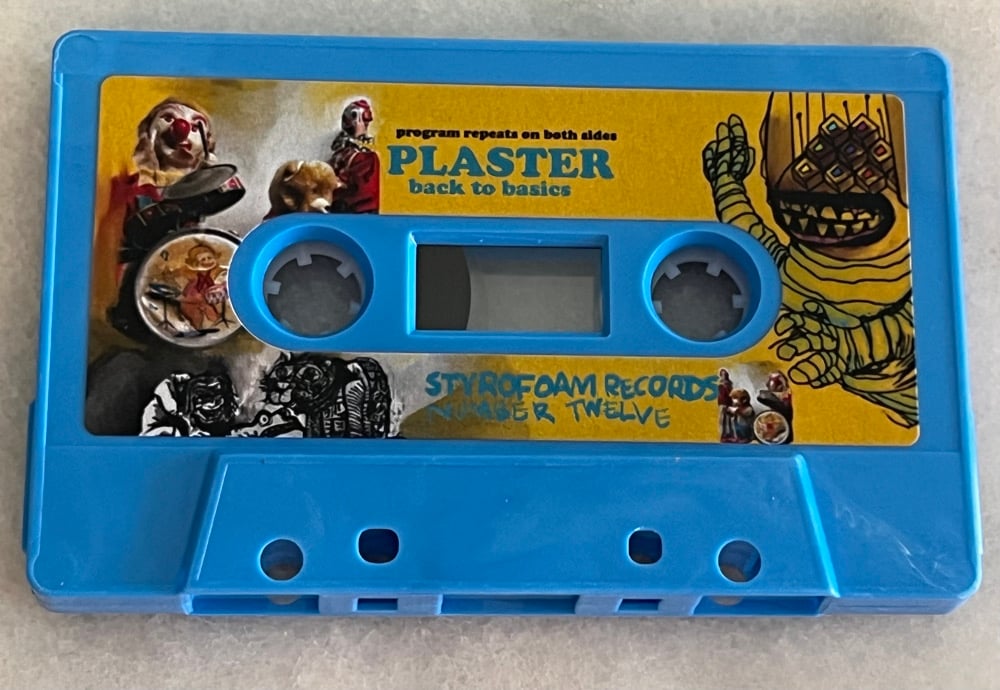 program repeats on both sides
PLASTER
back to basics
STYROFOAM RECORDS
NUMBER TWELVE